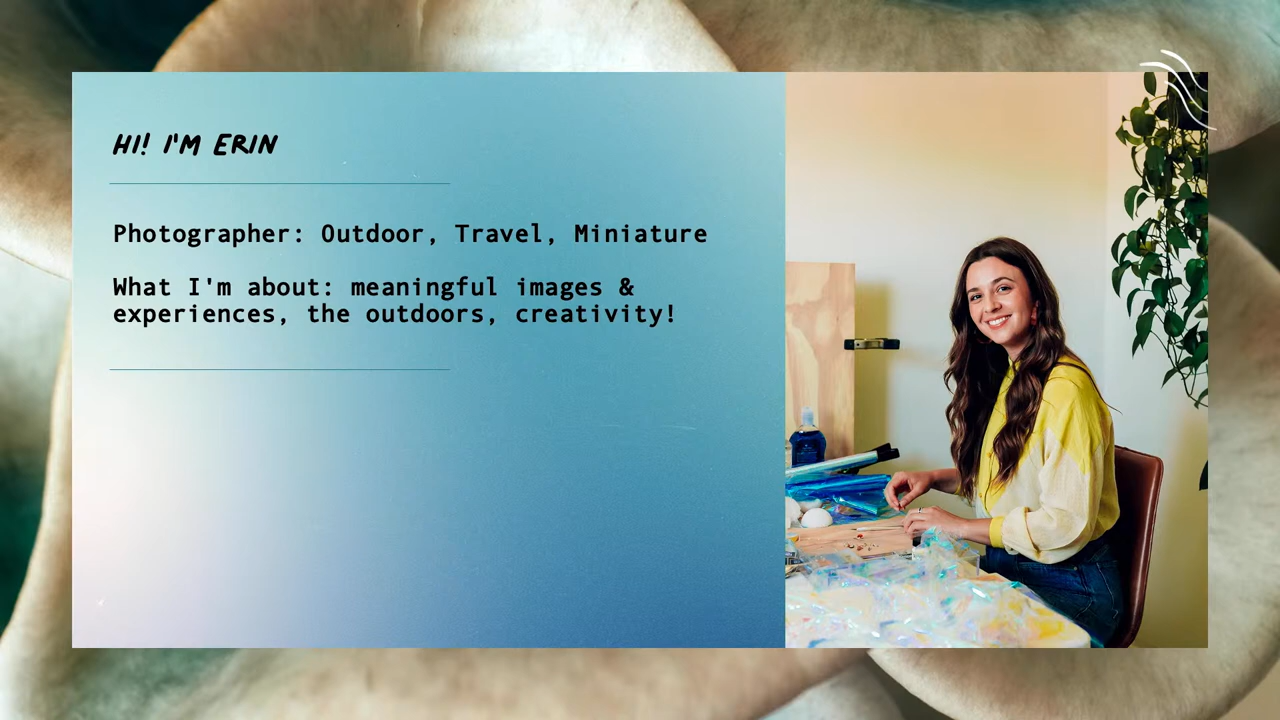 HI! I'M ERIN
Photographer: Outdoor, Travel, Miniature
What I'm about: meaningful images &
experiences, the outdoors, creativity!